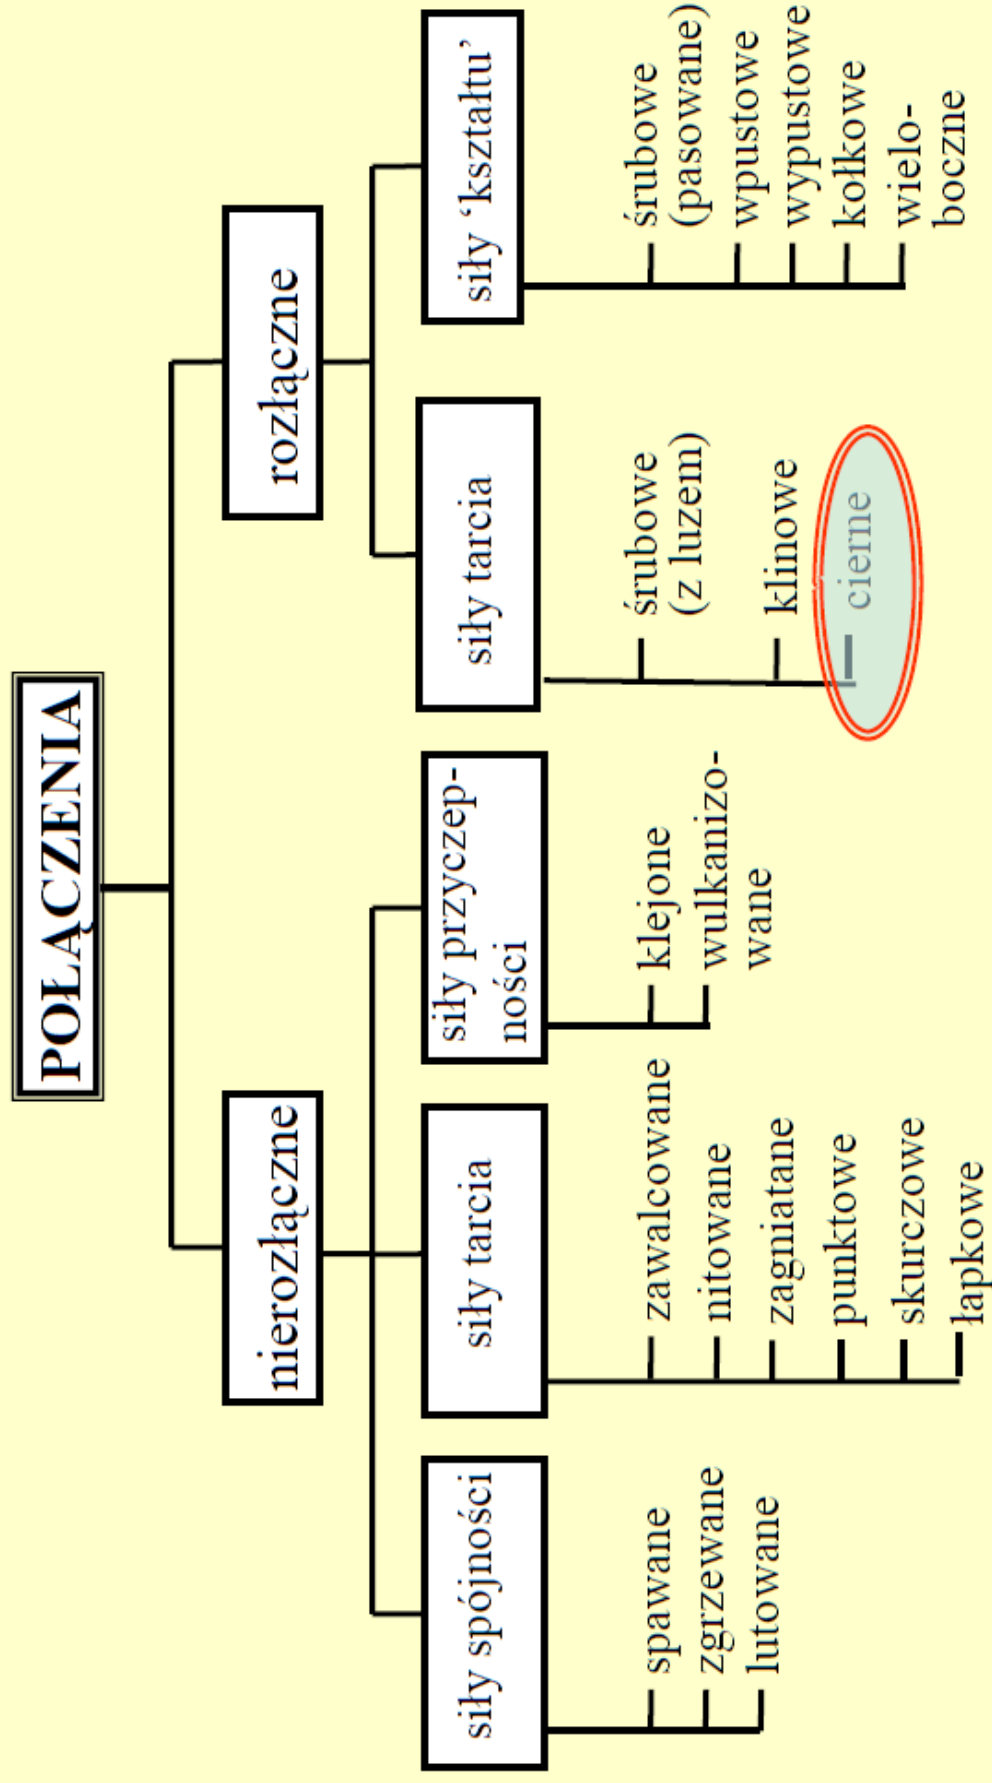 POŁĄCZENIA
nierozłączne
rozłączne
siły spójności
siły tarcia
siły przyczep-
ności
siły tarcia
siły ‘kształtu’
spawane
zgrzewane
lutowane
zawalcowane
nitowane
zagniatane
punktowe
skurczowe
łapkowe
klejone
wulkanizo-
wane
śrubowe
(z luzem)
klinowe
cierne
śrubowe
(pasowane)
wpustowe
wypustowe
kołkowe
wielo-
boczne